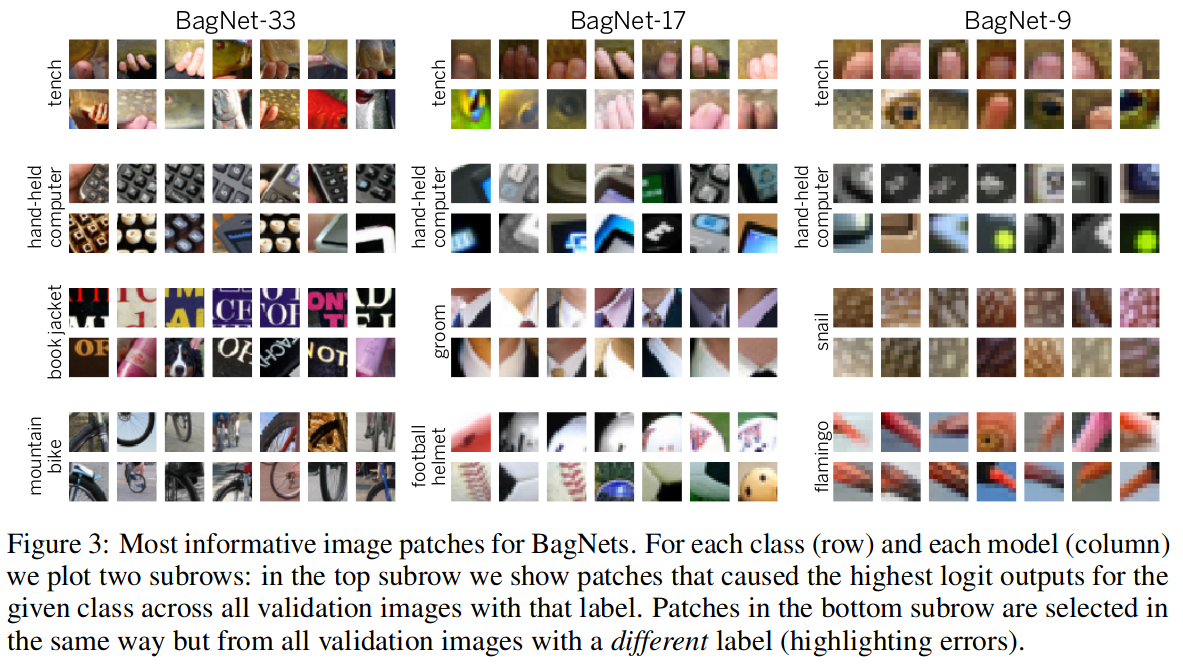 BagNet-33
BagNet-17
BagNet-9
tench
tench
tench
hand-held
computer
hand-held
computer
hand-held
computer
bookjacket
groom
snail
mountain
bike
football
helmet
flamingo
Figure 3: Most informative image patches for BagNets. For each class (row) and each model (column)
we plot two subrows: in the top subrow we show patches that caused the highest logit outputs for the
given class across all validation images with that label. Patches in the bottom subrow are selected in
the same way but from all validation images with a different label (highlighting errors).